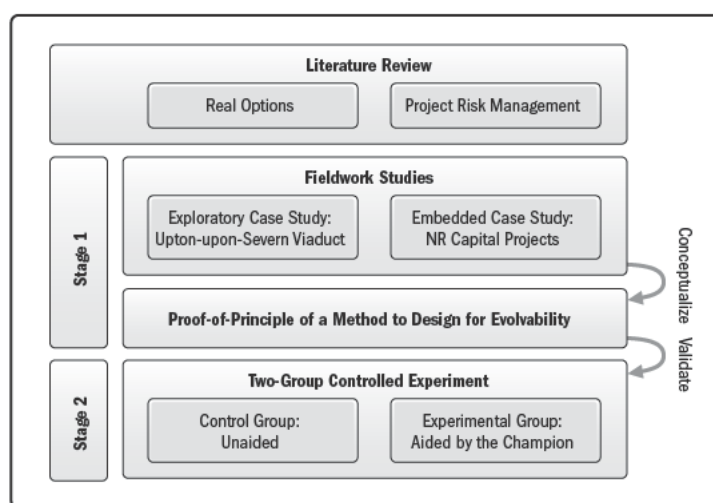 Literature Review
Real Options
Project Risk Management
Stage 1
Fieldwork Studies
Exploratory Case Study:
Upton-upon-Severn Viaduct
Embedded Case Study:
NR Capital Projects
Conceptualize
Proof-of-Principle of a Method to Design for Evolvability
Validate
Stage 2
Two-Group Controlled Experiment
Control Group:
Unaided
Experimental Group:
Aided by the Champion